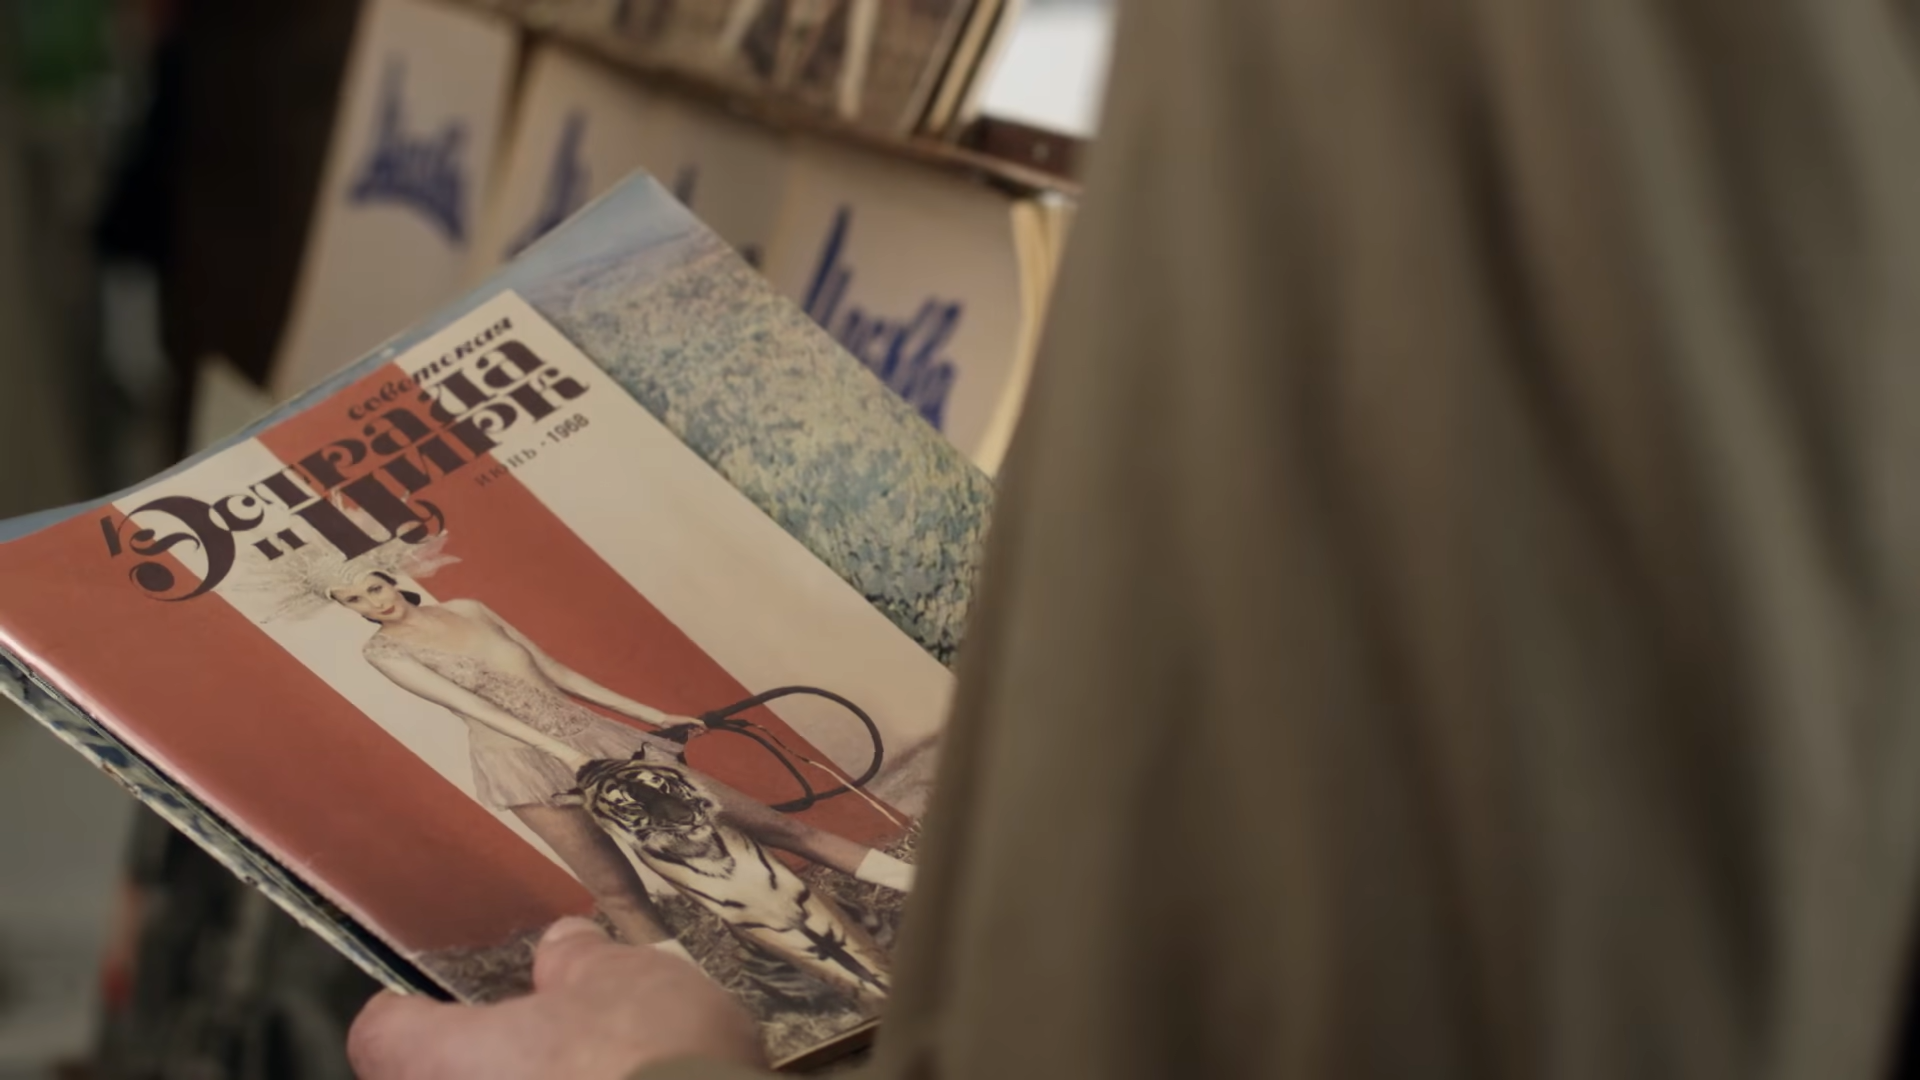 советская
Эстрада
и Цирк
июнь · 1968
Москва